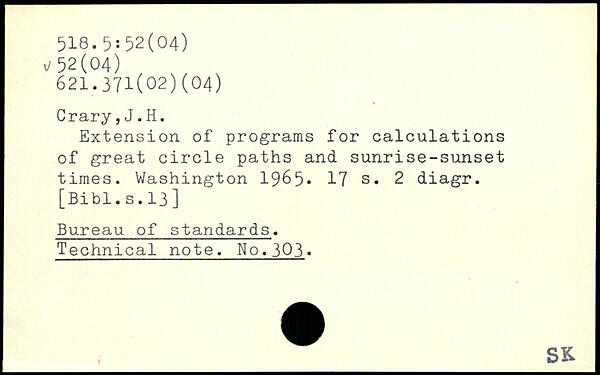 518.5:52(04)
v 52(04)
621.371(02)(04)
Crary,J.H.
Extension of programs for calculations
of great circle paths and sunrise-sunset
times. Washington 1965. 17 s. 2 diagr.
[Bibl.s.13]
Bureau of standards.
Technical note. No.303.
SK